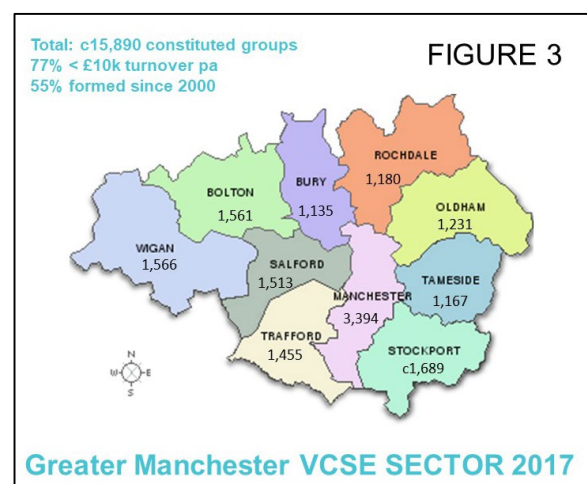 Total: c15,890 constituted groups
77% < £10k turnover pa
55% formed since 2000
FIGURE 3
ROCHDALE
1,180
BURY
1,135
BOLTON
1,561
OLDHAM
1,231
WIGAN
1,566
SALFORD
1,513
TAMESIDE
1,167
MANCHESTER
3,394
TRAFFORD
1,455
STOCKPORT
c1,689
N
W E
S
Greater Manchester VCSE SECTOR 2017